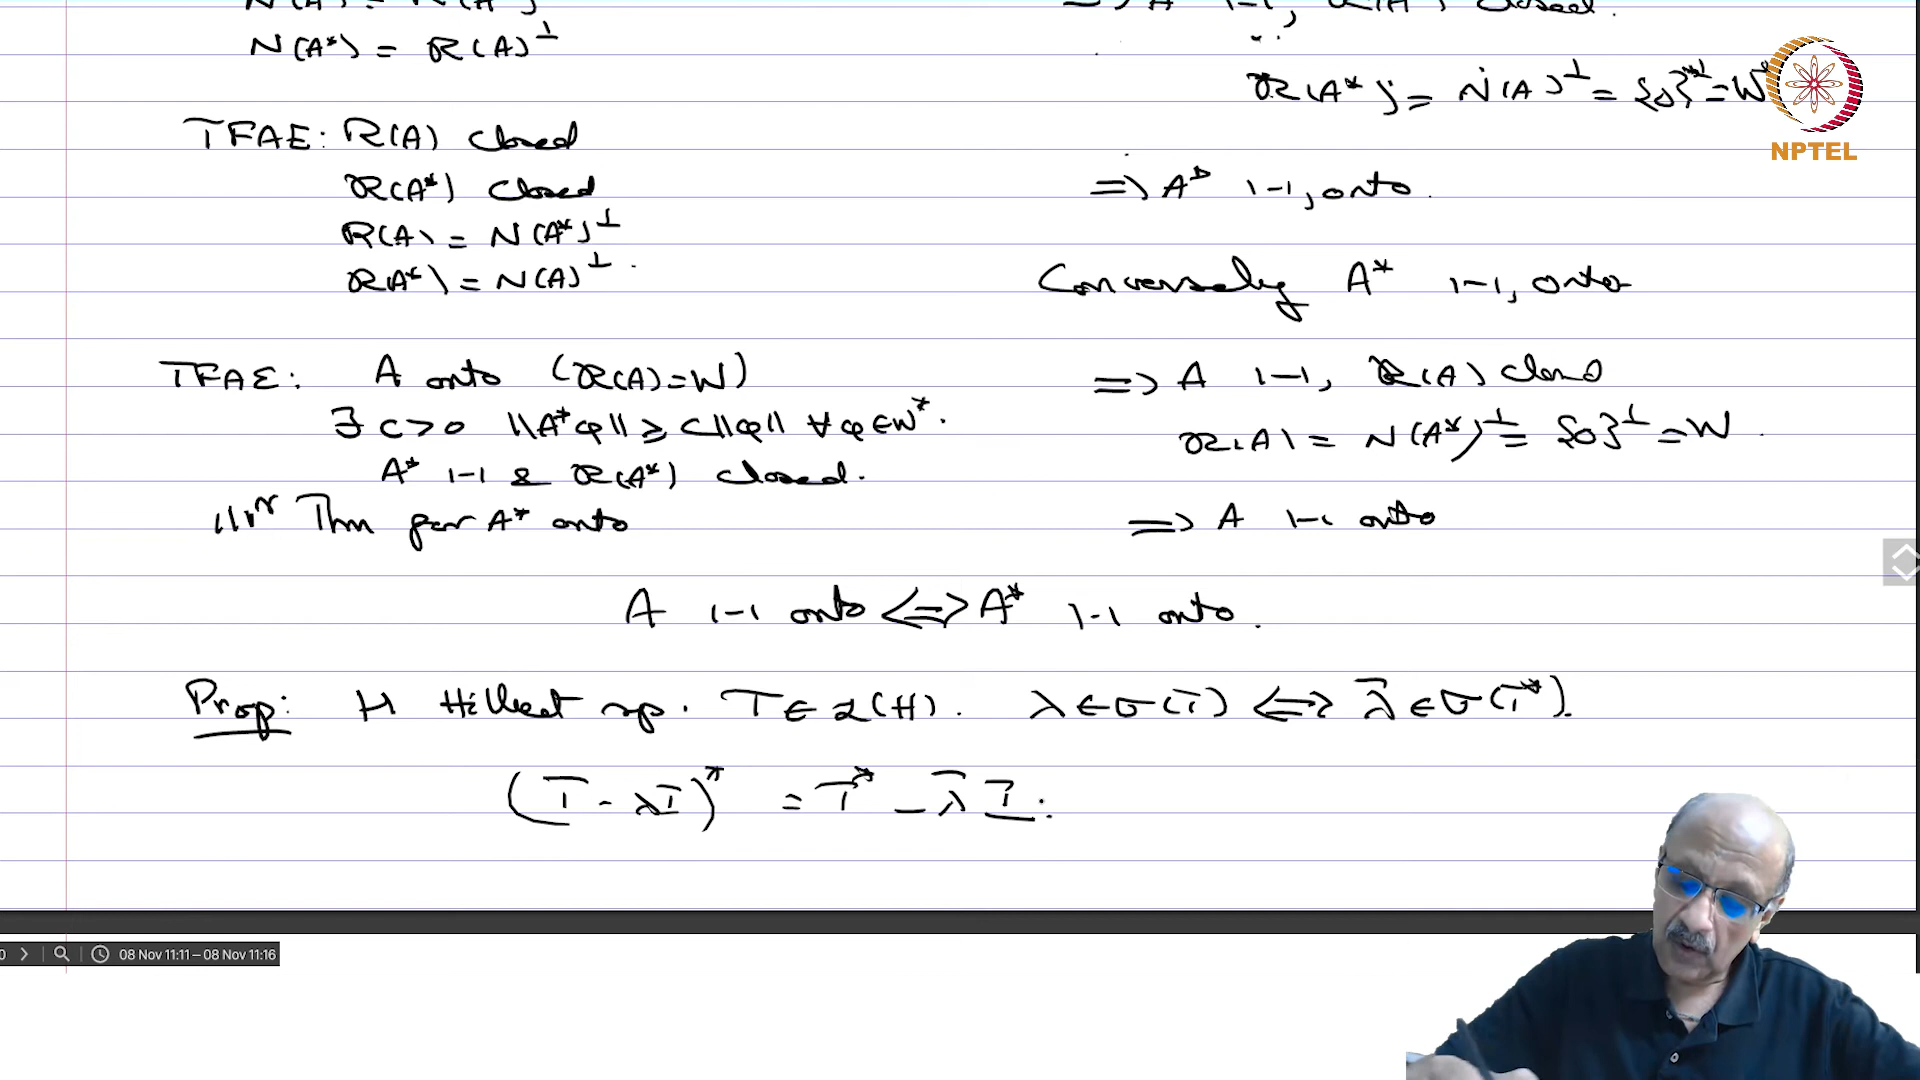 N(A*) = R(A)⊥
TFAE: R(A) closed
R(A*) closed
R(A) = N(A*)⊥
R(A*) = N(A)⊥.
TFAE: A onto (R(A)=W)
∃ c>0 ||A*φ|| ≥ c||φ|| ∀φ∈W*.
A* 1-1 & R(A*) closed.
|||ly Thm for A* onto
R(A*) = N(A)⊥ = {0}⊥ = W*
⟹ A* 1-1, onto.
Conversely A* 1-1, onto
⟹ A 1-1, R(A) closed
R(A) = N(A*)⊥ = {0}⊥ = W.
⟹ A 1-1 onto
A 1-1 onto ⟺ A* 1-1 onto.
Prop: H Hilbert sp. T∈L(H). λ∈σ(T) ⟺ λ̄∈σ(T*).
(T - λI)* = T* - λ̄ I.
NPTEL
08 Nov 11:11 – 08 Nov 11:16